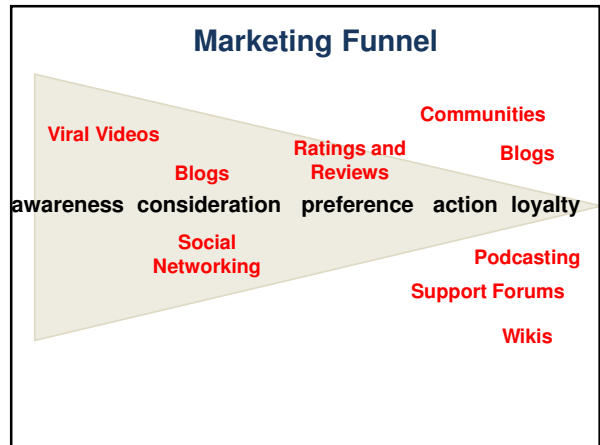 Marketing Funnel
Communities
Viral Videos
Ratings and
Reviews
Blogs
Blogs
awareness consideration preference action loyalty
Social
Networking
Podcasting
Support Forums
Wikis